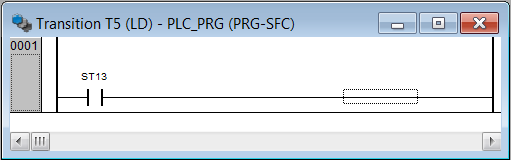 Transition T5 (LD) - PLC_PRG (PRG-SFC)
0001
ST13